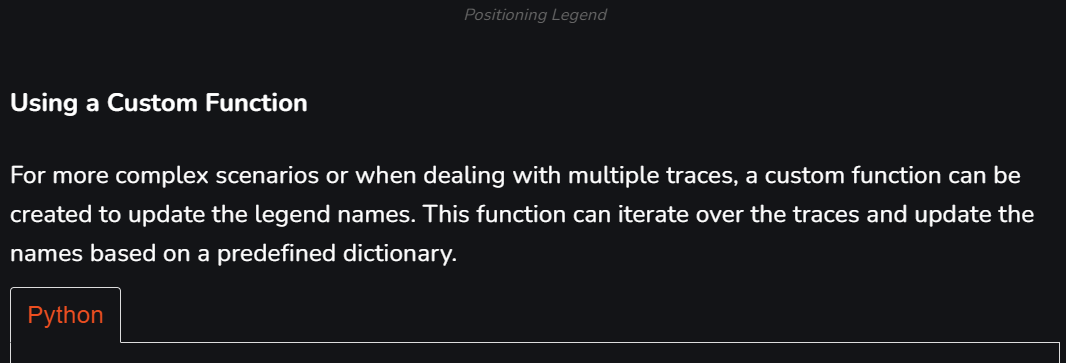 Positioning Legend
Using a Custom Function
For more complex scenarios or when dealing with multiple traces, a custom function can be
created to update the legend names. This function can iterate over the traces and update the
names based on a predefined dictionary.
Python